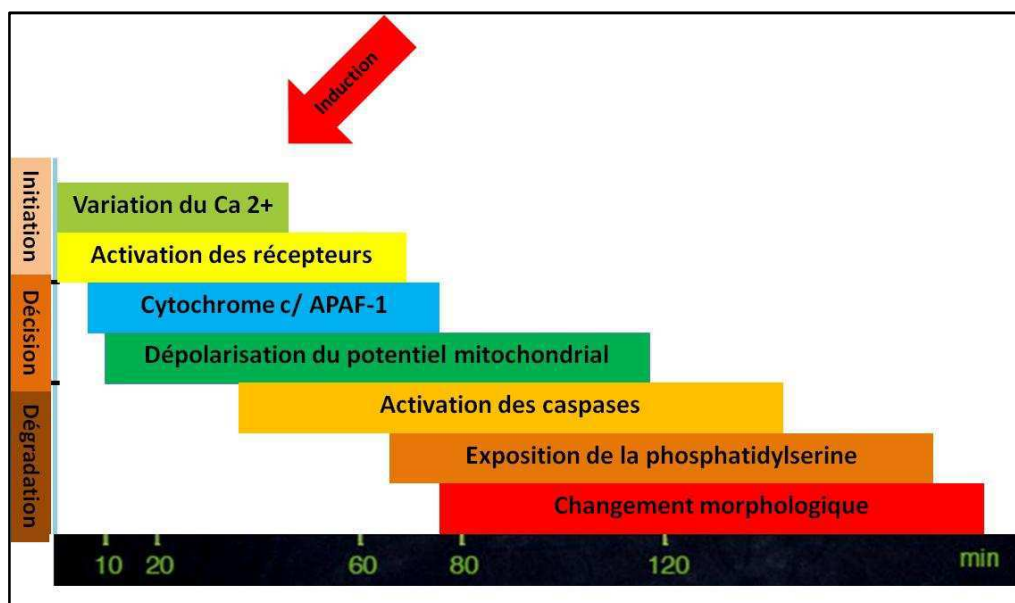 Induction
Initiation
Variation du Ca 2+
Activation des récepteurs
Décision
Cytochrome c/ APAF-1
Dépolarisation du potentiel mitochondrial
Dégradation
Activation des caspases
Exposition de la phosphatidylserine
Changement morphologique
10 20 60 80 120 min